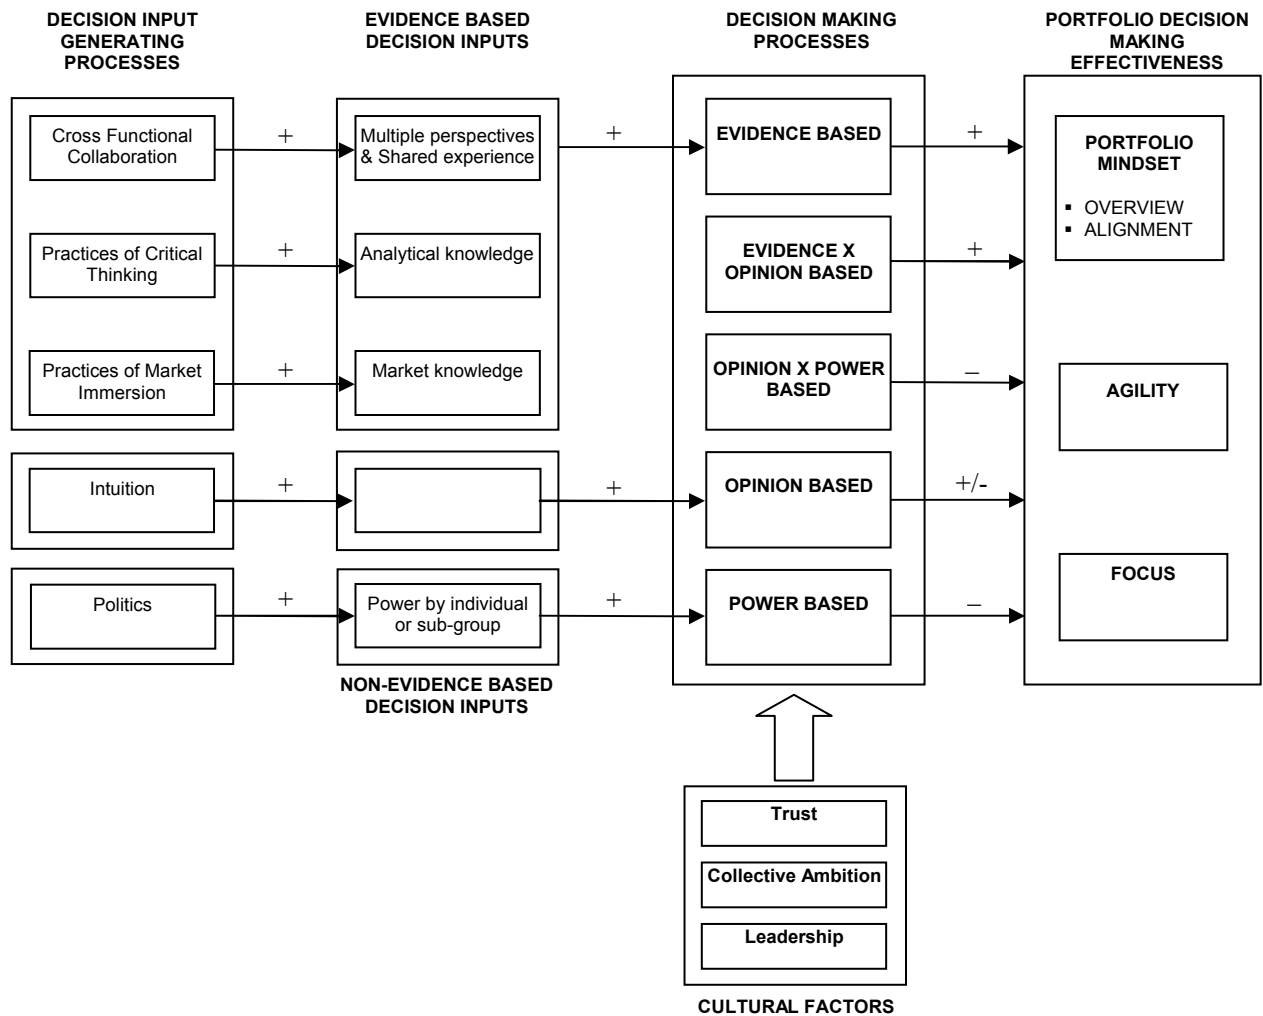 DECISION INPUT
GENERATING
PROCESSES
EVIDENCE BASED
DECISION INPUTS
DECISION MAKING
PROCESSES
PORTFOLIO DECISION
MAKING
EFFECTIVENESS
Cross Functional
Collaboration
+
Multiple perspectives
& Shared experience
+
EVIDENCE BASED
+
PORTFOLIO
MINDSET
▪ OVERVIEW
▪ ALIGNMENT
Practices of Critical
Thinking
+
Analytical knowledge
EVIDENCE X
OPINION BASED
+
Practices of Market
Immersion
+
Market knowledge
OPINION X POWER
BASED
–
AGILITY
Intuition
+
+
OPINION BASED
+/-
Politics
+
Power by individual
or sub-group
+
POWER BASED
–
FOCUS
NON-EVIDENCE BASED
DECISION INPUTS
Trust
Collective Ambition
Leadership
CULTURAL FACTORS